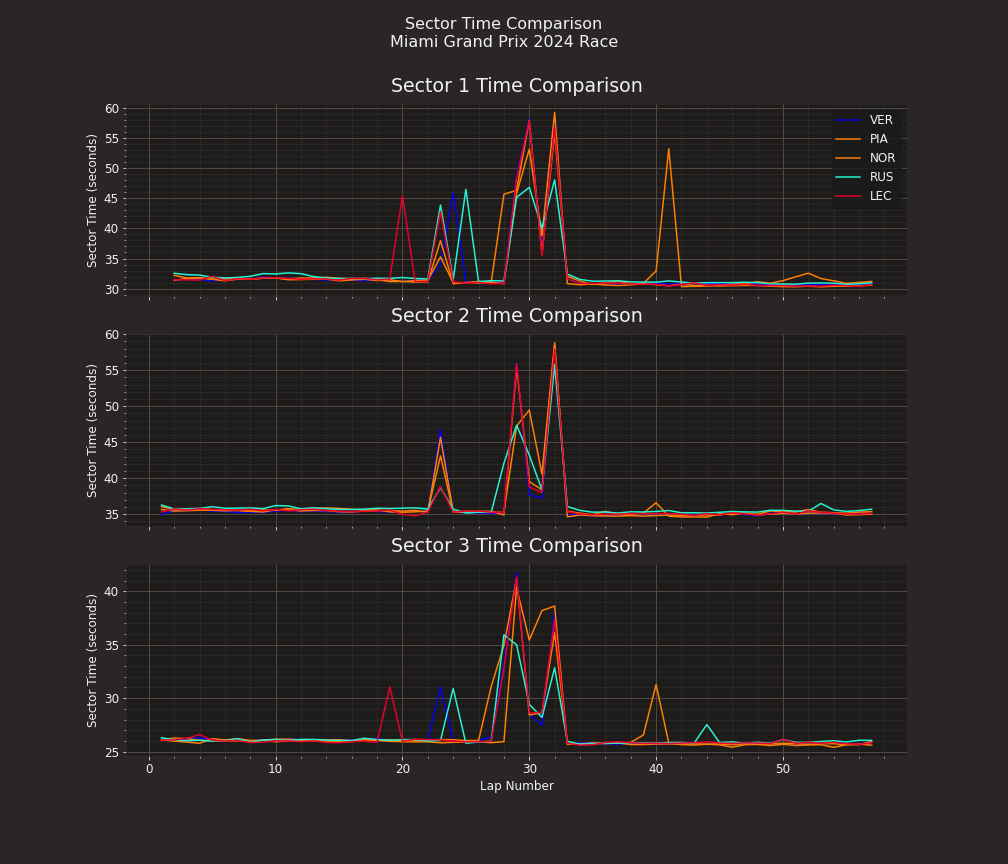 Sector Time Comparison
Miami Grand Prix 2024 Race
Sector 1 Time Comparison
Sector Time (seconds)
60
55
50
45
40
35
30
VER
PIA
NOR
RUS
LEC
Sector 2 Time Comparison
Sector Time (seconds)
60
55
50
45
40
35
Sector 3 Time Comparison
Sector Time (seconds)
40
35
30
25
0 10 20 30 40 50
Lap Number